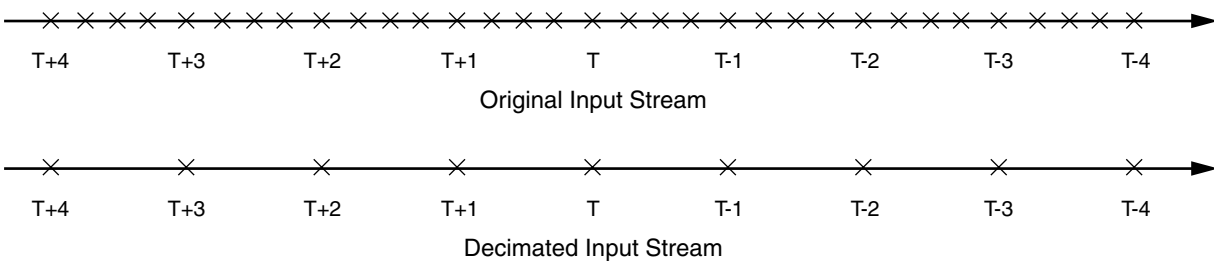 T+4 T+3 T+2 T+1 T T-1 T-2 T-3 T-4
Original Input Stream
T+4 T+3 T+2 T+1 T T-1 T-2 T-3 T-4
Decimated Input Stream